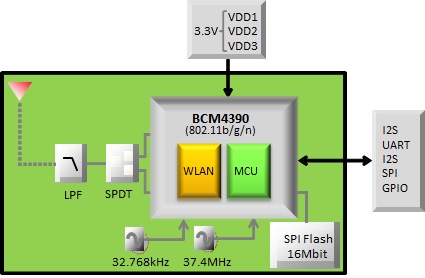 VDD1
3.3V VDD2
VDD3
BCM4390
(802.11b/g/n)
WLAN
MCU
LPF
SPDT
I2S
UART
I2S
SPI
GPIO
32.768kHz
37.4MHz
SPI Flash
16Mbit